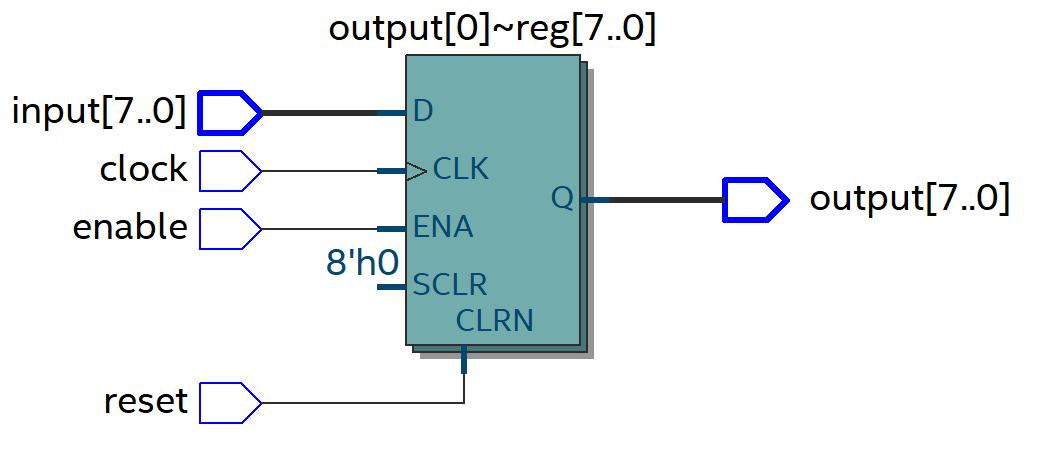 output[0]~reg[7..0]
input[7..0]
D
clock
CLK
Q
output[7..0]
enable
ENA
8'h0
SCLR
CLRN
reset